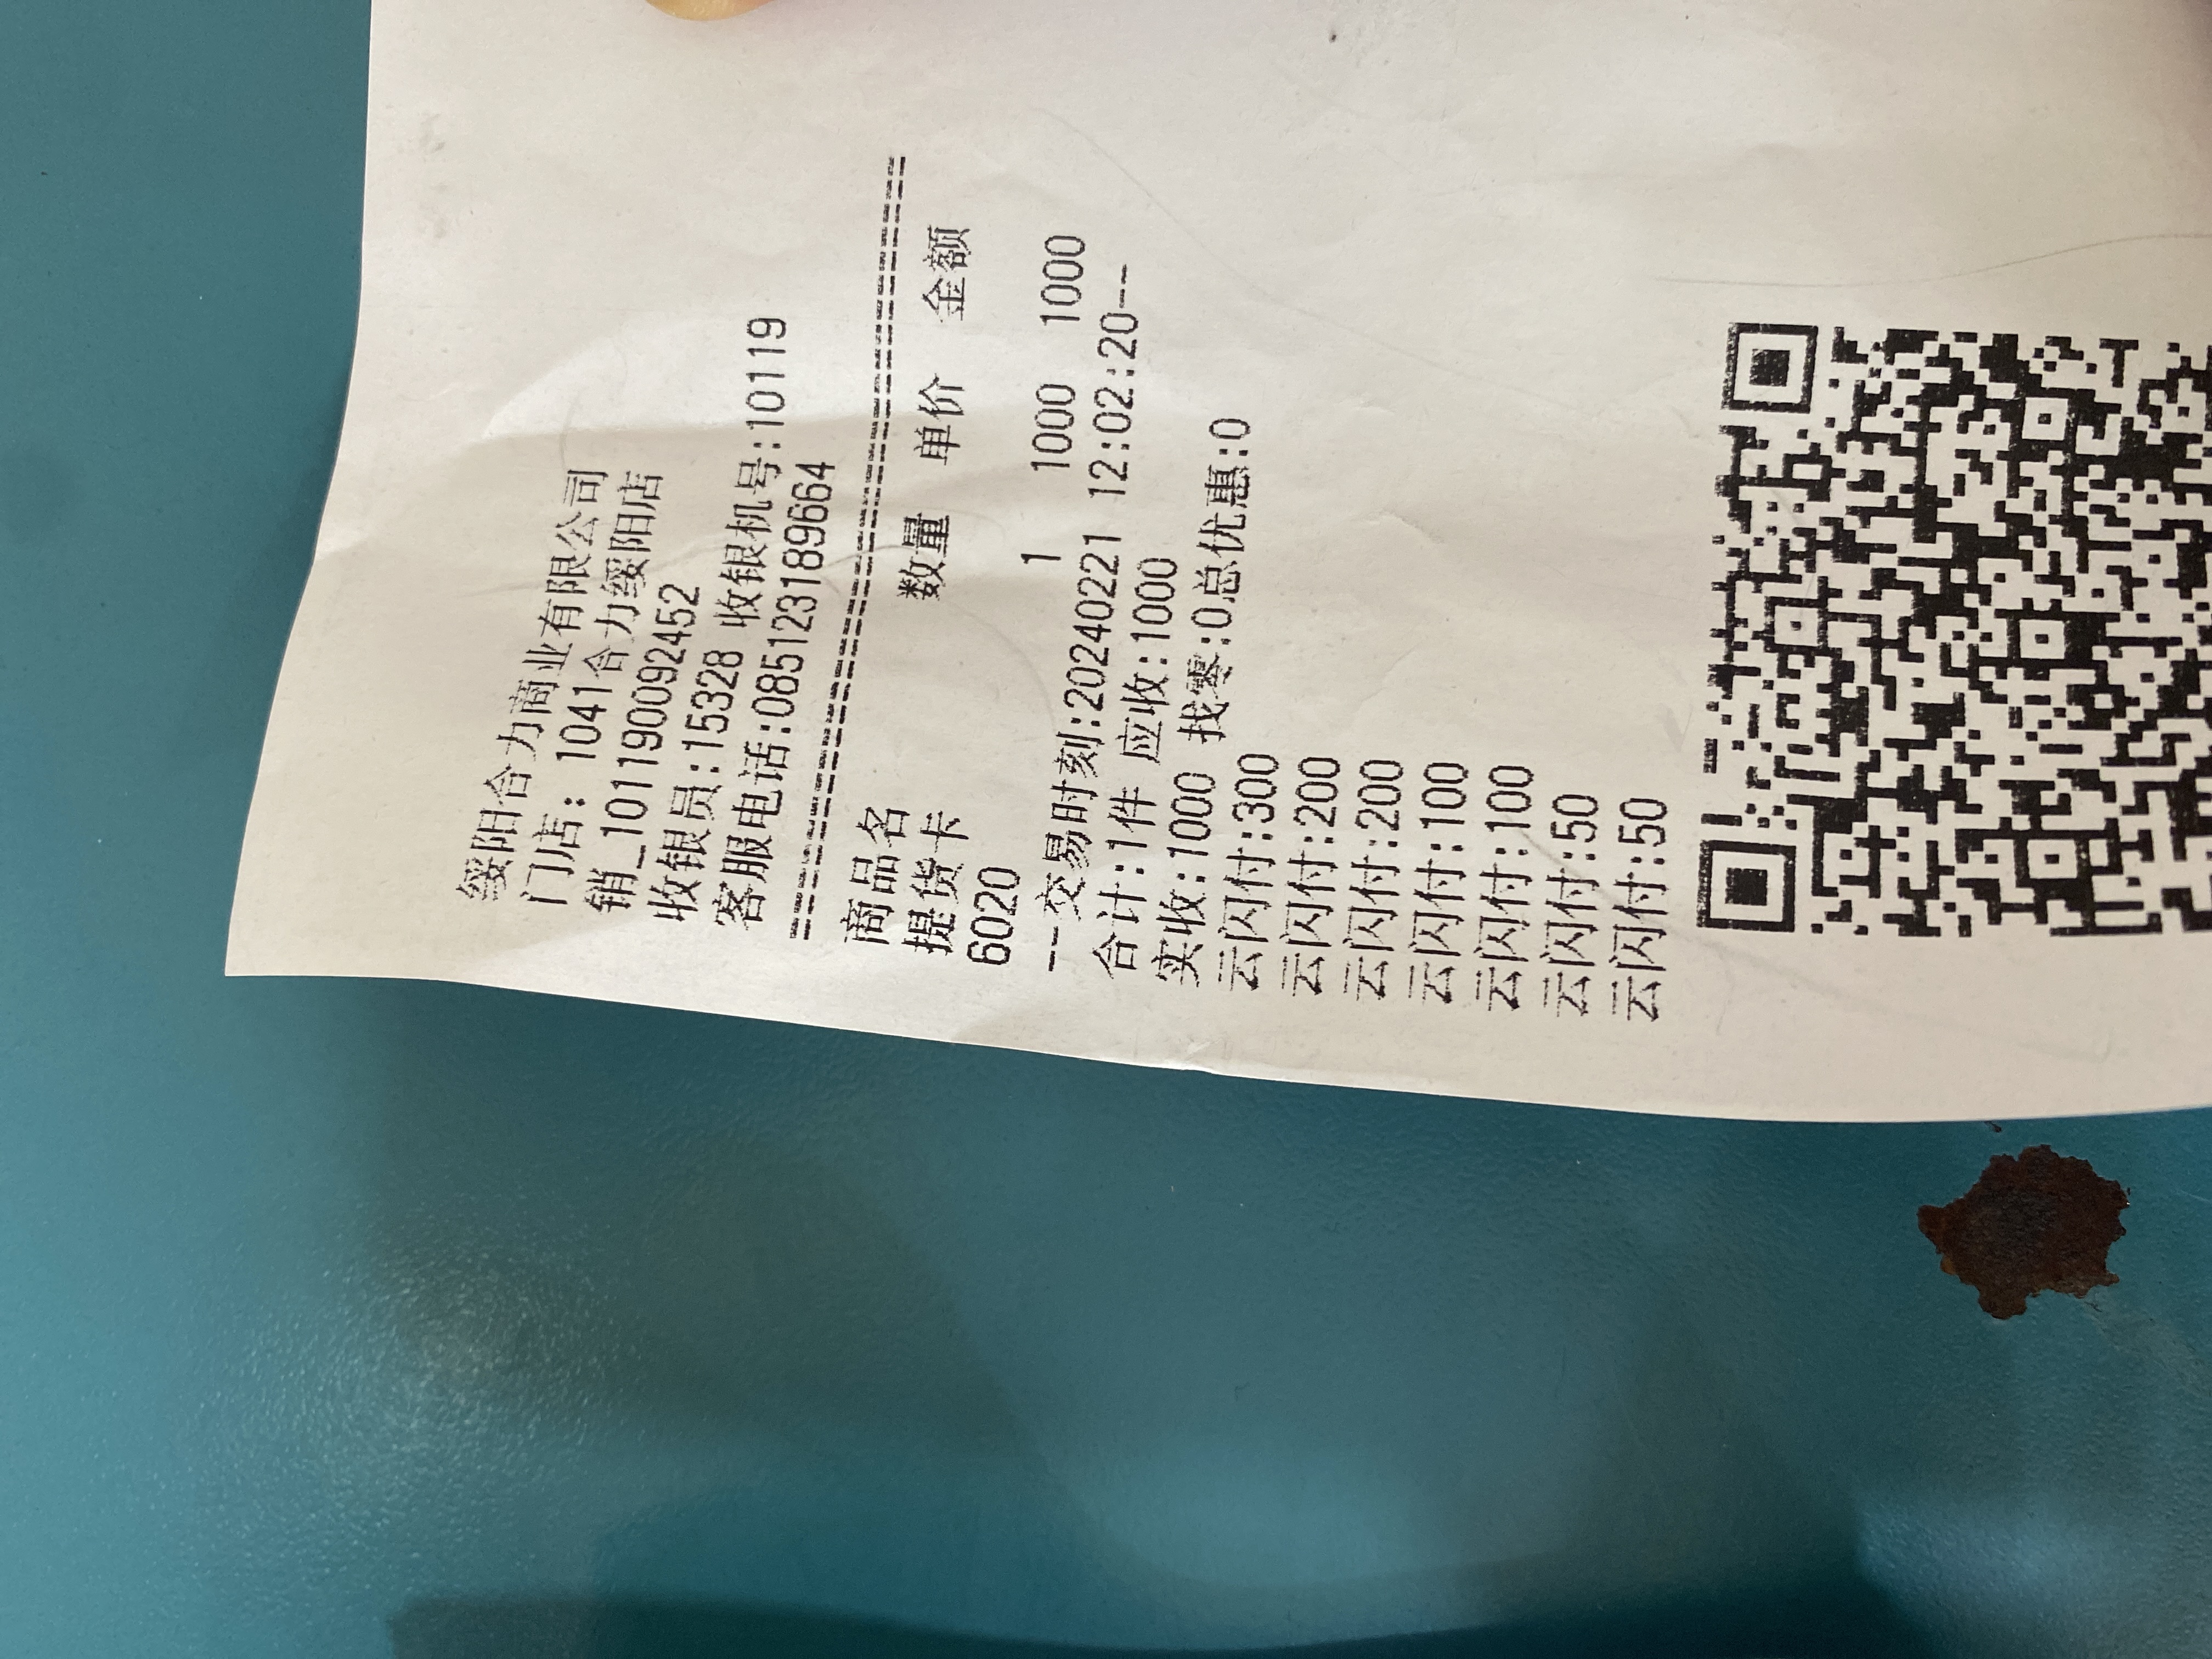 绥阳合力商业有限公司
门店: 1041合力绥阳店
销_101190092452
收银员:15328 收银机号:10119
客服电话:085123189664
================================
商品名 数量 单价 金额
提货卡
6020 1 1000 1000
--交易时刻:20240221 12:02:20--
合计:1件 应收:1000
实收:1000 找零:0总优惠:0
云闪付:300
云闪付:200
云闪付:200
云闪付:100
云闪付:100
云闪付:50
云闪付:50